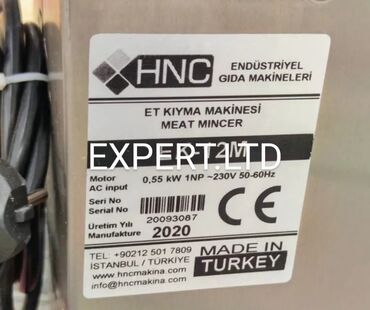 HNC
ENDÜSTRİYEL
GIDA MAKİNELERİ
ET KIYMA MAKİNESİ
MEAT MINCER
EXPERT.LTD
Motor
AC input
0,55 kW 1NP ~230V 50-60Hz
Seri No
Serial No
20093087
Üretim Yılı
Manufakture
2020
CE
TEL: +90212 501 7809
İSTANBUL / TÜRKİYE
www.hncmakina.com
info@hncmakina.com
MADE IN
TURKEY